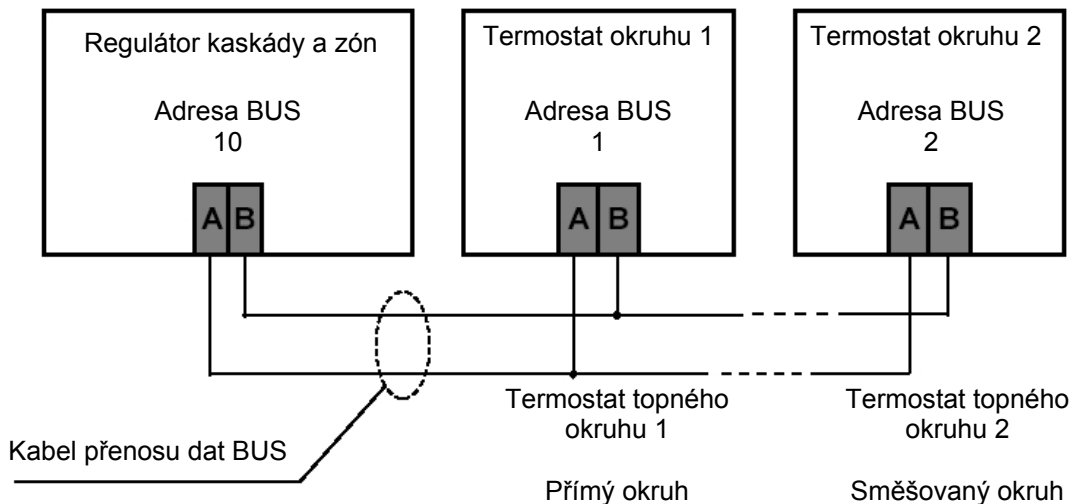 Regulátor kaskády a zón
Adresa BUS
10
A B
Termostat okruhu 1
Adresa BUS
1
A B
Termostat okruhu 2
Adresa BUS
2
A B
Kabel přenosu dat BUS
Termostat topného
okruhu 1
Přímý okruh
Termostat topného
okruhu 2
Směšovaný okruh